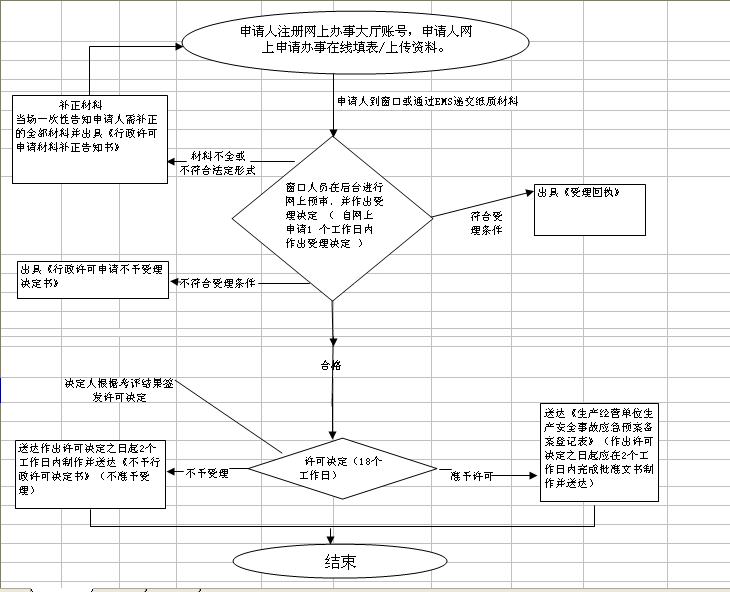 申请人注册网上办事大厅账号，申请人网
上申请办事在线填表/上传资料。
申请人到窗口或通过EMS递交纸质材料
补正材料
当场一次性告知申请人需补正
的全部材料并出具《行政许可
申请材料补正告知书》
材料不全或
不符合法定形式
窗口人员在后台进行
网上预审，并作出受
理决定 （ 自网上
申请1 个工作日内
作出受理决定 ）
出具《受理回执》
符合受
理条件
出具《行政许可申请不予受理
决定书》
不符合受理条件
合格
决定人根据考评结果签
发许可决定
送达《生产经营单位生
产安全事故应急预案备
案登记表》（作出许可
决定之日起应在2个工
作日内完成批准文书制
作并送达）
送达作出许可决定之日起2个
工作日内制作并送达《不予行
政许可决定书》（不准予受
理）
不予受理
许可决定（18个
工作日）
准予许可
结束